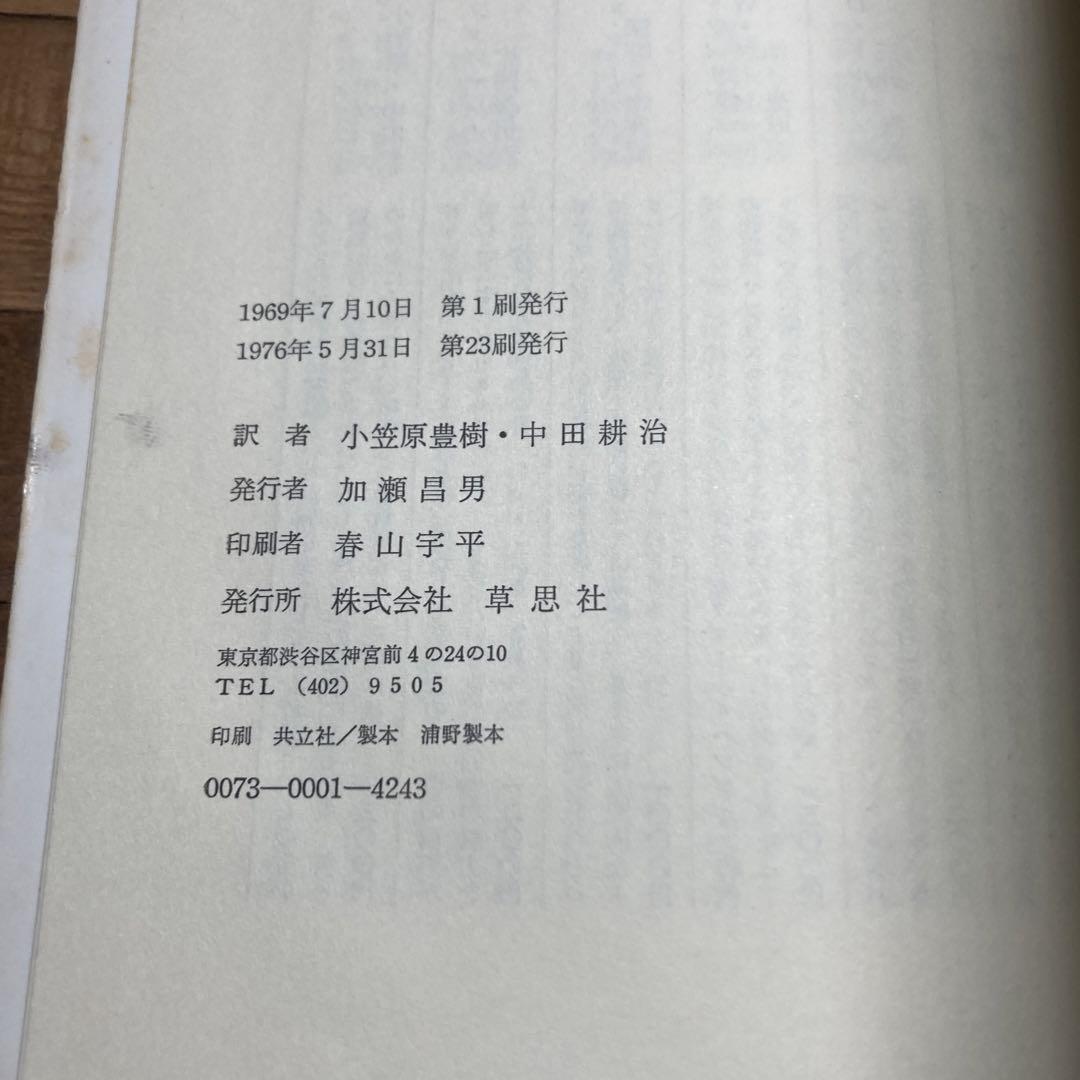 1969年7月10日 第1刷発行
1976年5月31日 第23刷発行
訳者 小笠原豊樹・中田耕治
発行者 加瀬昌男
印刷者 春山宇平
発行所 株式会社 草思社
東京都渋谷区神宮前4の24の10
TEL (402) 9505
印刷 共立社/製本 浦野製本
0073—0001—4243